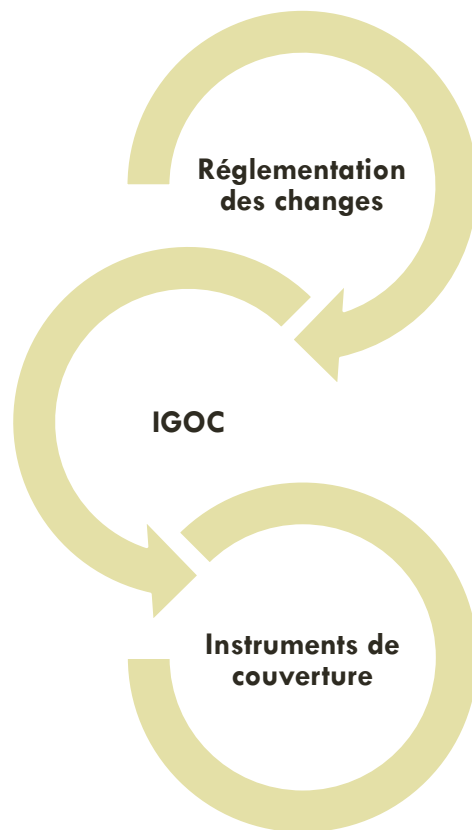 Réglementation
des changes
IGOC
Instruments de
couverture